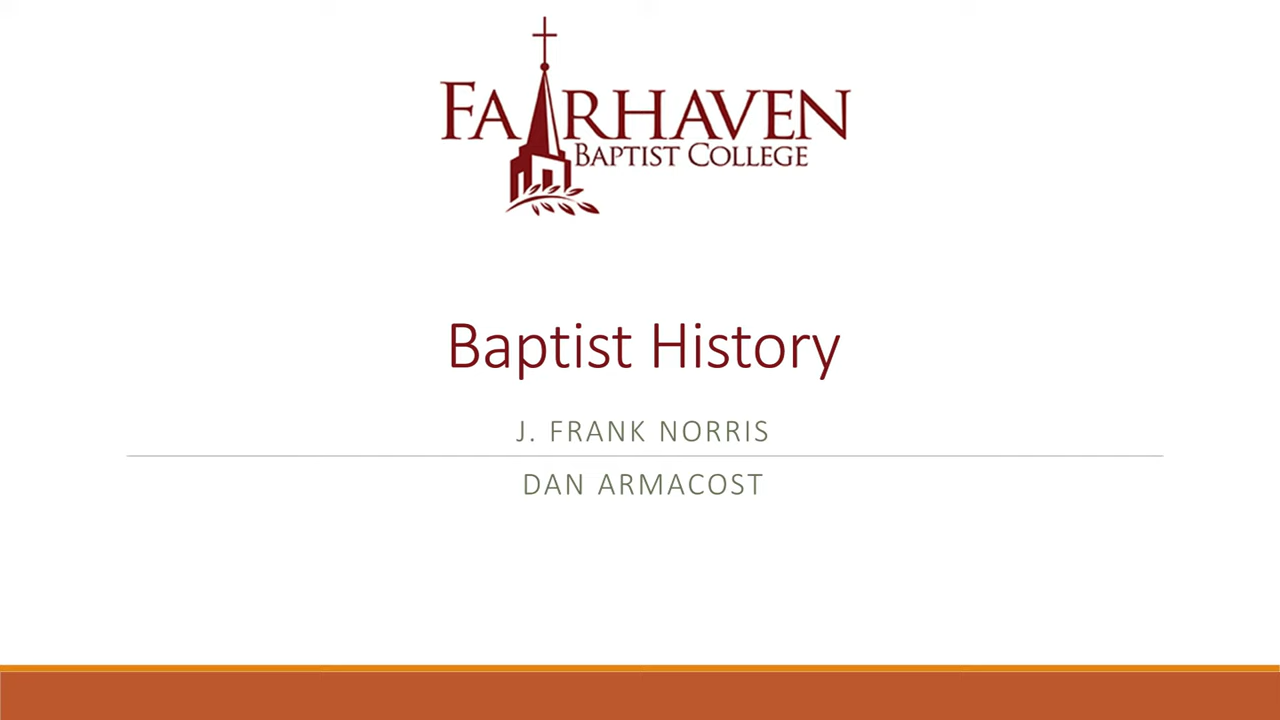 FAIRHAVEN
BAPTIST COLLEGE
Baptist History
J. FRANK NORRIS
DAN ARMACOST